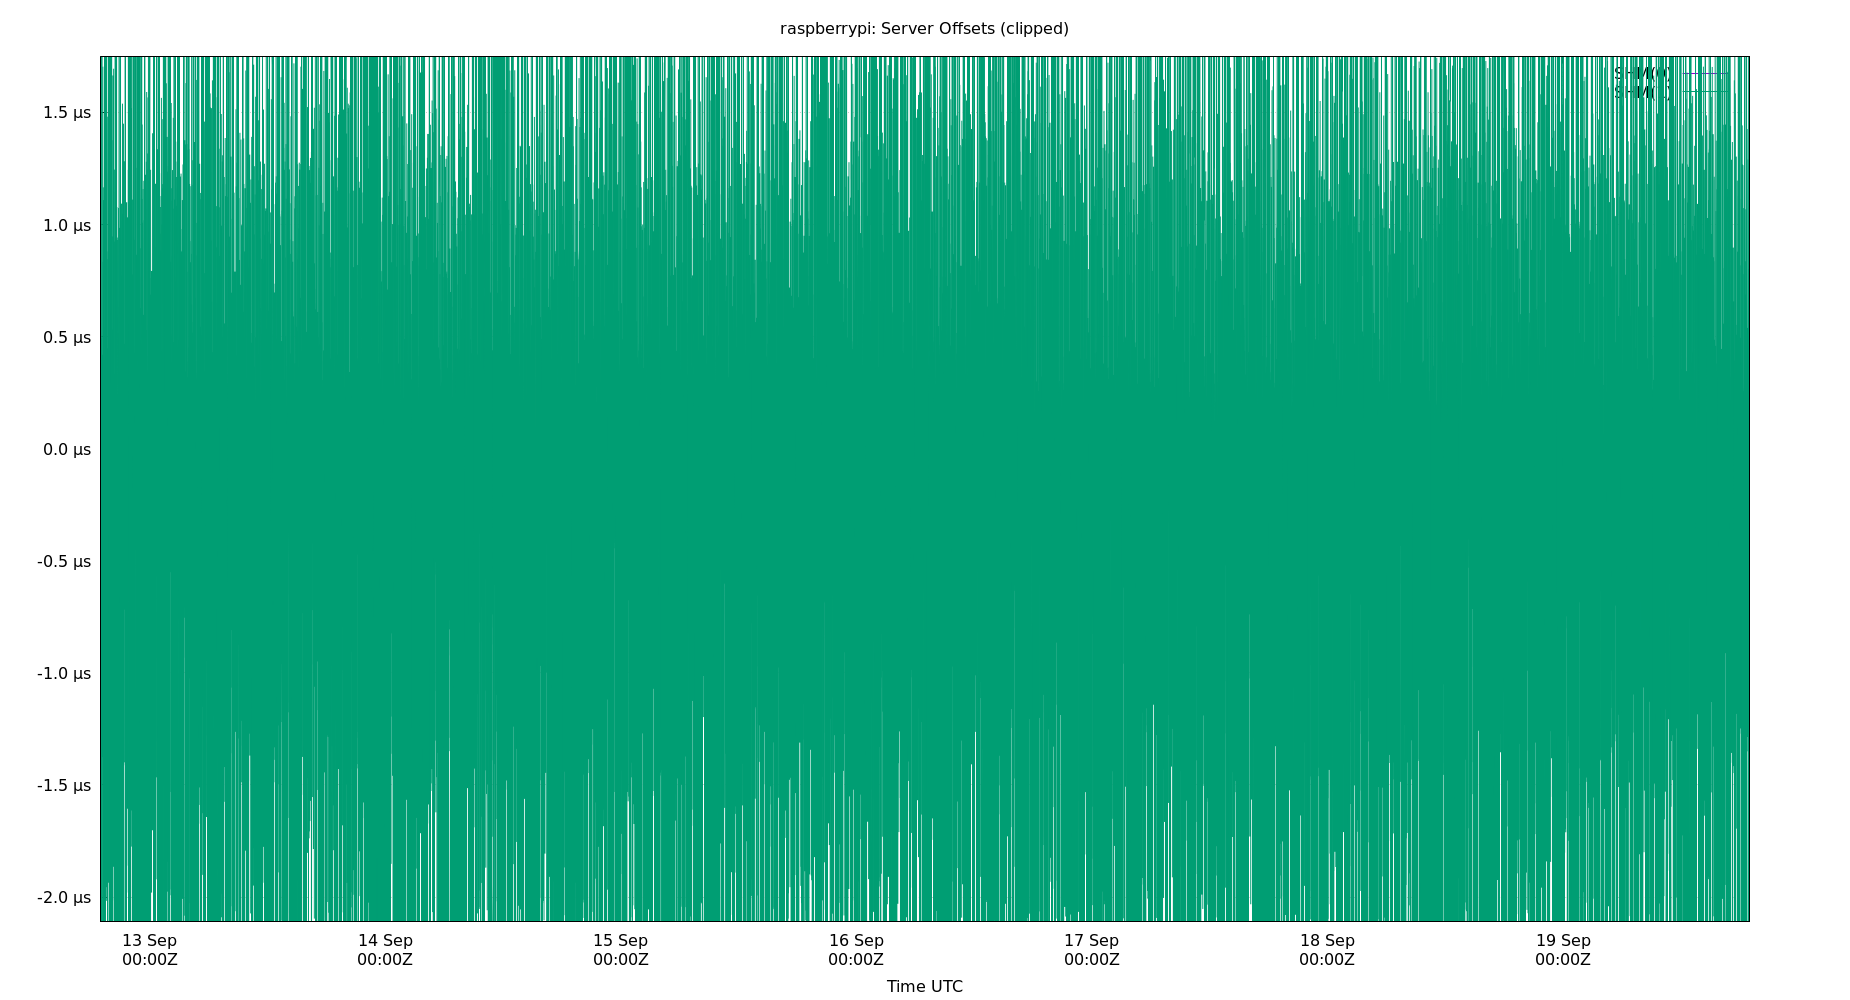 raspberrypi: Server Offsets (clipped)
SHM(0)
1.5 µs
1.0 µs
0.5 µs
0.0 µs
-0.5 µs
-1.0 µs
-1.5 µs
-2.0 µs
13 Sep 14 Sep 15 Sep 16 Sep 17 Sep 18 Sep 19 Sep
00:00Z 00:00Z 00:00Z 00:00Z 00:00Z 00:00Z 00:00Z
Time UTC